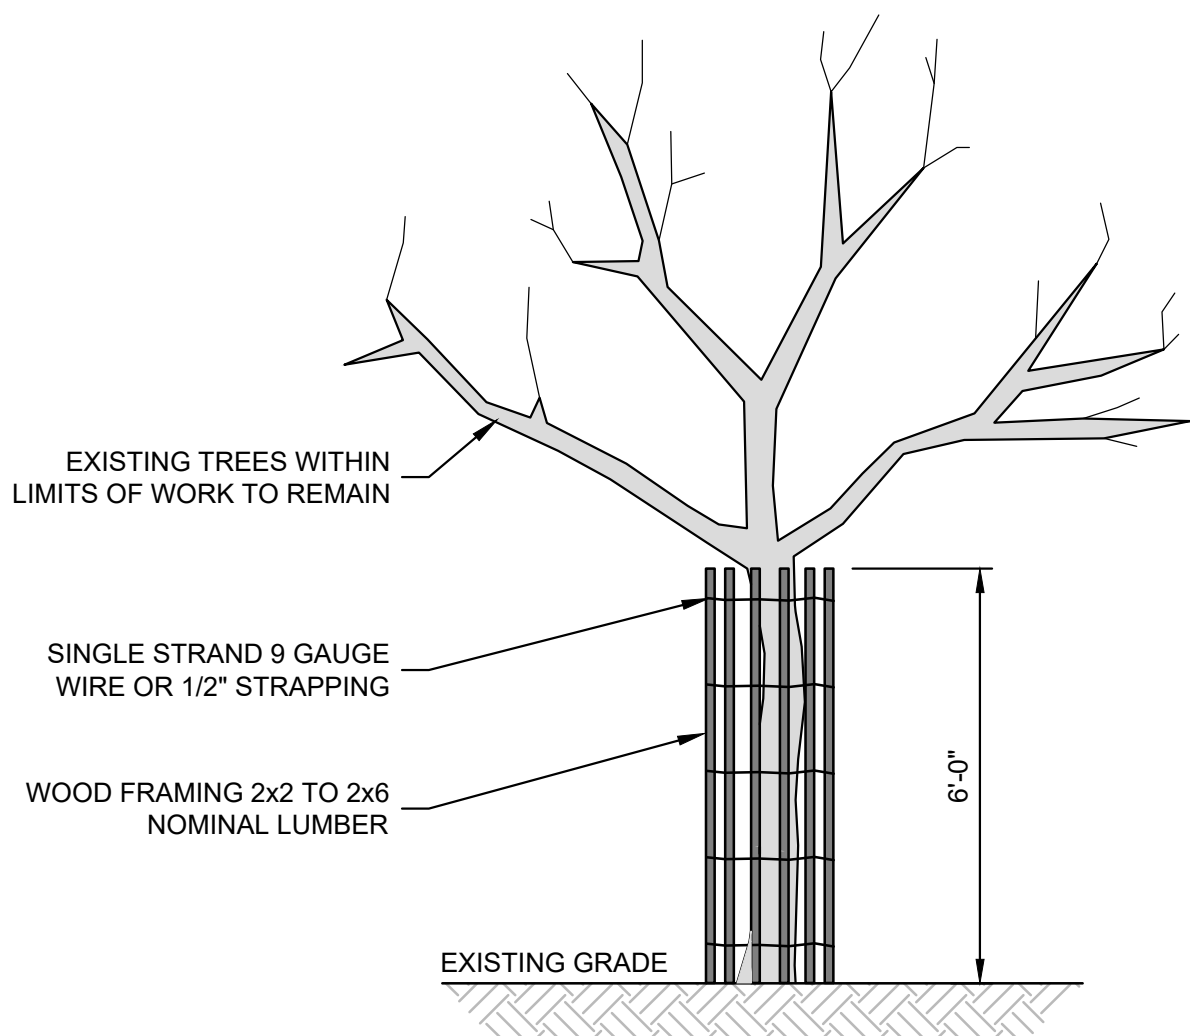 EXISTING TREES WITHIN
LIMITS OF WORK TO REMAIN
SINGLE STRAND 9 GAUGE
WIRE OR 1/2" STRAPPING
WOOD FRAMING 2x2 TO 2x6
NOMINAL LUMBER
6'-0"
EXISTING GRADE